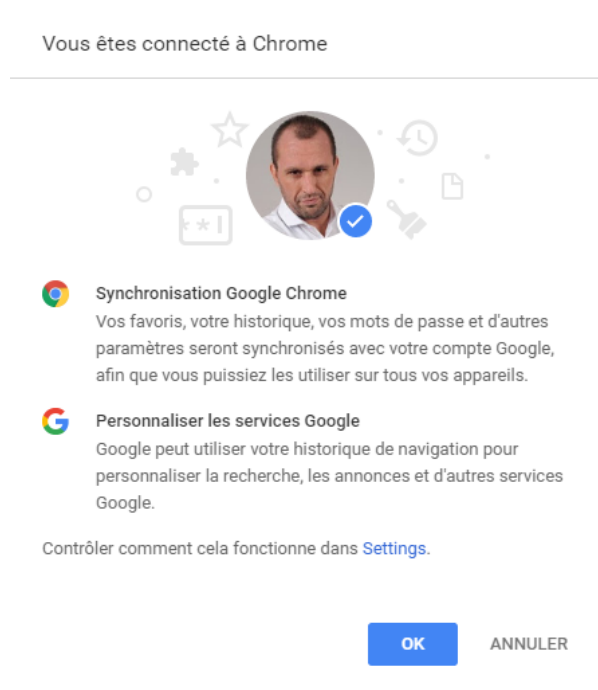 Vous êtes connecté à Chrome
Synchronisation Google Chrome
Vos favoris, votre historique, vos mots de passe et d'autres
paramètres seront synchronisés avec votre compte Google,
afin que vous puissiez les utiliser sur tous vos appareils.
Personnaliser les services Google
Google peut utiliser votre historique de navigation pour
personnaliser la recherche, les annonces et d'autres services
Google.
Contrôler comment cela fonctionne dans Settings.
OK ANNULER